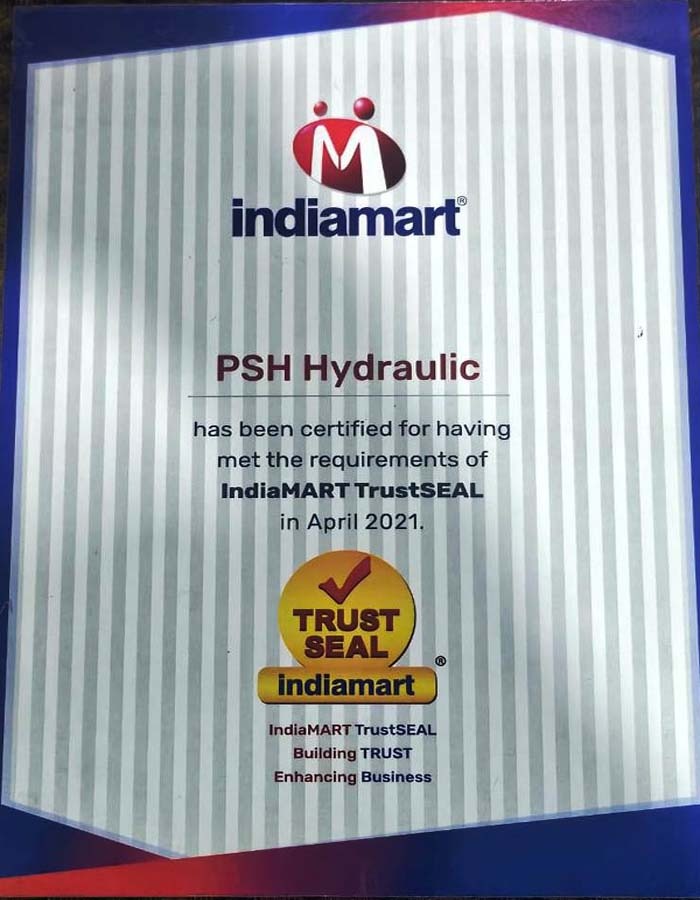 indiamart®
PSH Hydraulic
has been certified for having
met the requirements of
IndiaMART TrustSEAL
in April 2021.
TRUST
SEAL
indiamart®
IndiaMART TrustSEAL
Building TRUST
Enhancing Business